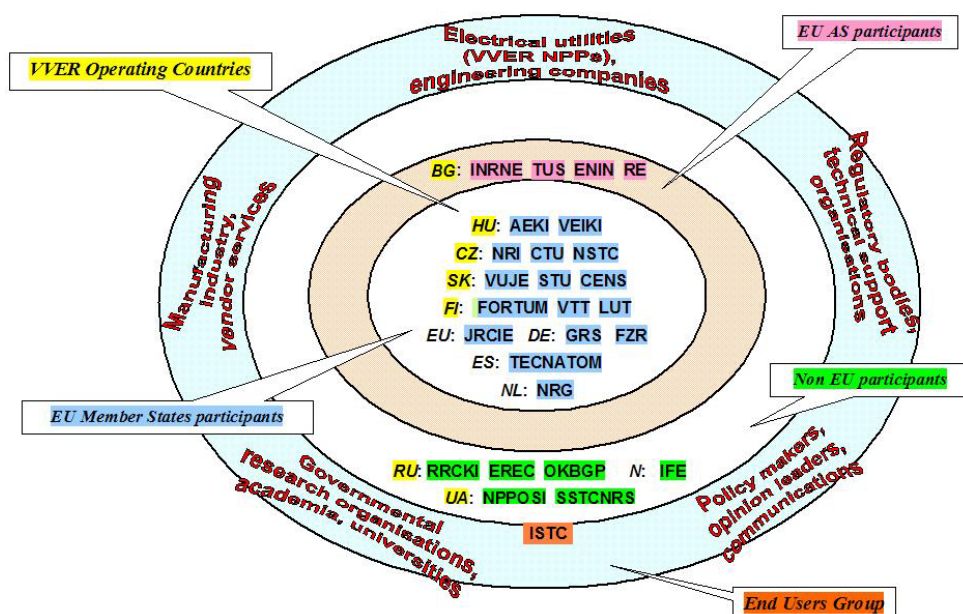 EU AS participants
Electrical utilities
(VVER NPPs),
engineering companies
VVER Operating Countries
BG: INRNE TUS ENIN RE
Manufacturing
industry,
vendor services
Regulatory bodies,
technical support
organisations
HU: AEKI VEIKI
CZ: NRI CTU NSTC
SK: VUJE STU CENS
FI: FORTUM VTT LUT
EU: JRCIE DE: GRS FZR
ES: TECNATOM
NL: NRG
Non EU participants
EU Member States participants
RU: RRCKI EREC OKBGP N: IFE
UA: NPPOSI SSTCNRS
Governmental
research organisations,
academia, universities
Policy makers,
opinion leaders,
communications
ISTC
End Users Group